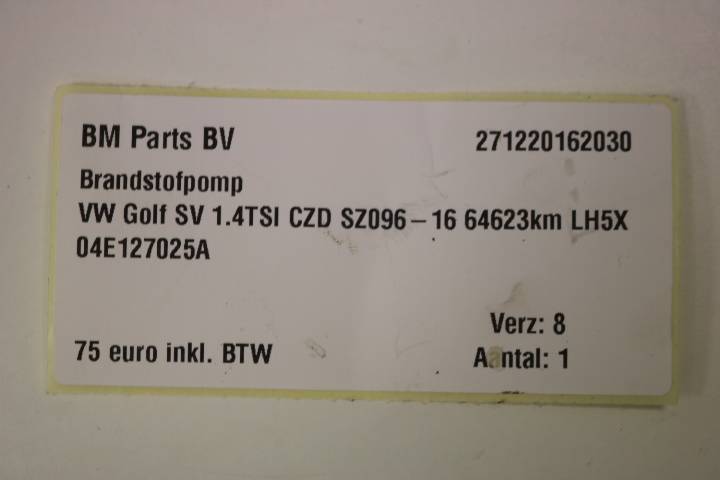 BM Parts BV 271220162030
Brandstofpomp
VW Golf SV 1.4TSI CZD SZ096-16 64623km LH5X
04E127025A
Verz: 8
75 euro inkl. BTW Aantal: 1